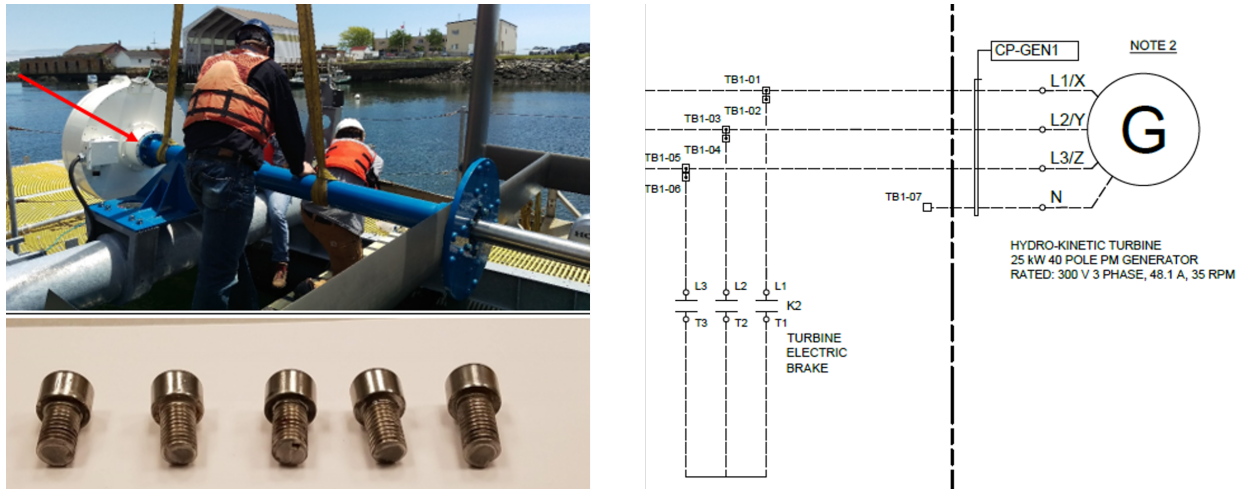 CP-GEN1
NOTE 2
TB1-01
L1/X
TB1-02
TB1-03
L2/Y
G
TB1-04
TB1-05
L3/Z
TB1-06
TB1-07
N
HYDRO-KINETIC TURBINE
25 kW 40 POLE PM GENERATOR
RATED: 300 V 3 PHASE, 48.1 A, 35 RPM
L3
L2
L1
K2
T3
T2
T1
TURBINE
ELECTRIC
BRAKE